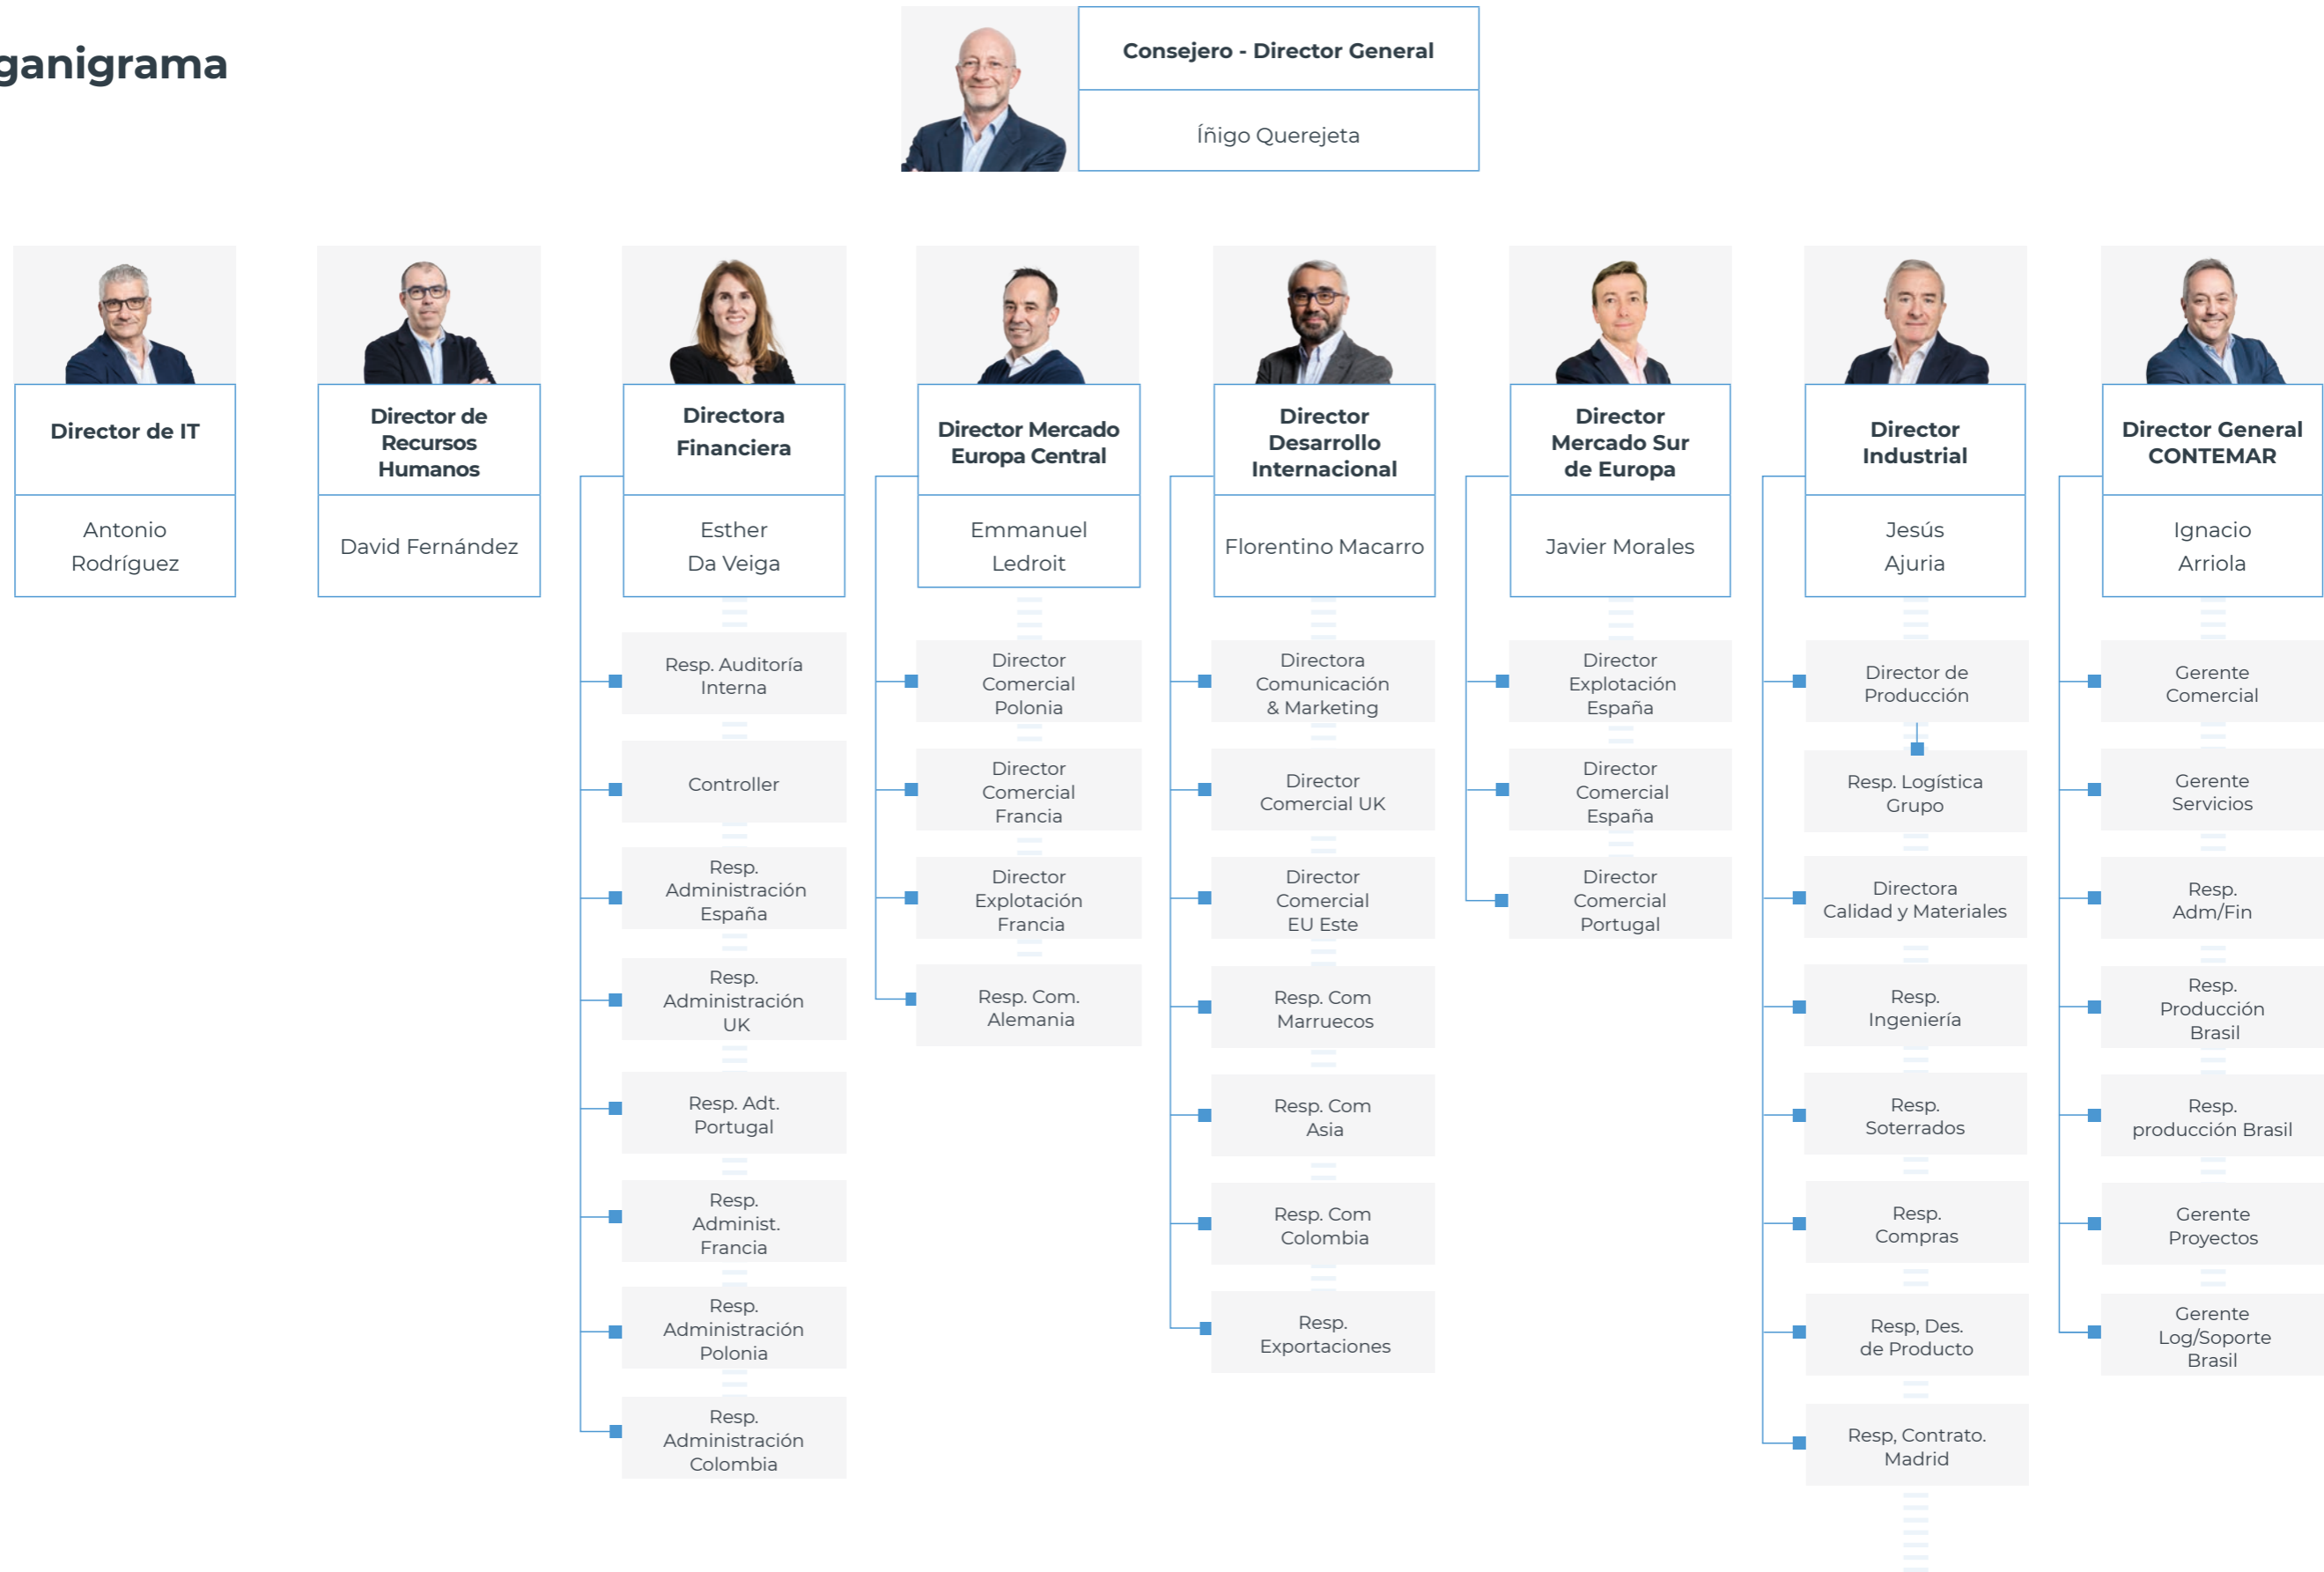 ganigrama
Consejero - Director General
Íñigo Querejeta
Director de IT
Antonio
Rodríguez
Director de
Recursos
Humanos
David Fernández
Directora
Financiera
Esther
Da Veiga
Resp. Auditoría
Interna
Controller
Resp.
Administración
España
Resp.
Administración
UK
Resp. Adt.
Portugal
Resp.
Administ.
Francia
Resp.
Administración
Polonia
Resp.
Administración
Colombia
Director Mercado
Europa Central
Emmanuel
Ledroit
Director
Comercial
Polonia
Director
Comercial
Francia
Director
Explotación
Francia
Resp. Com.
Alemania
Director
Desarrollo
Internacional
Florentino Macarro
Directora
Comunicación
& Marketing
Director
Comercial UK
Director
Comercial
EU Este
Resp. Com
Marruecos
Resp. Com
Asia
Resp. Com
Colombia
Resp.
Exportaciones
Director
Mercado Sur
de Europa
Javier Morales
Director
Explotación
España
Director
Comercial
España
Director
Comercial
Portugal
Director
Industrial
Jesús
Ajuria
Director de
Producción
Resp. Logística
Grupo
Directora
Calidad y Materiales
Resp.
Ingeniería
Resp.
Soterrados
Resp.
Compras
Resp, Des.
de Producto
Resp, Contrato.
Madrid
Director General
CONTEMAR
Ignacio
Arriola
Gerente
Comercial
Gerente
Servicios
Resp.
Adm/Fin
Resp.
Producción
Brasil
Resp.
producción Brasil
Gerente
Proyectos
Gerente
Log/Soporte
Brasil